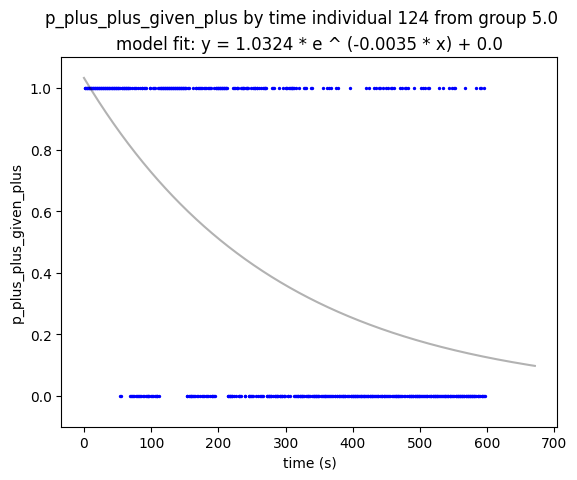 p_plus_plus_given_plus by time individual 124 from group 5.0
model fit: y = 1.0324 * e ^ (-0.0035 * x) + 0.0
1.0
0.8
0.6
0.4
0.2
0.0
p_plus_plus_given_plus
0 100 200 300 400 500 600 700
time (s)